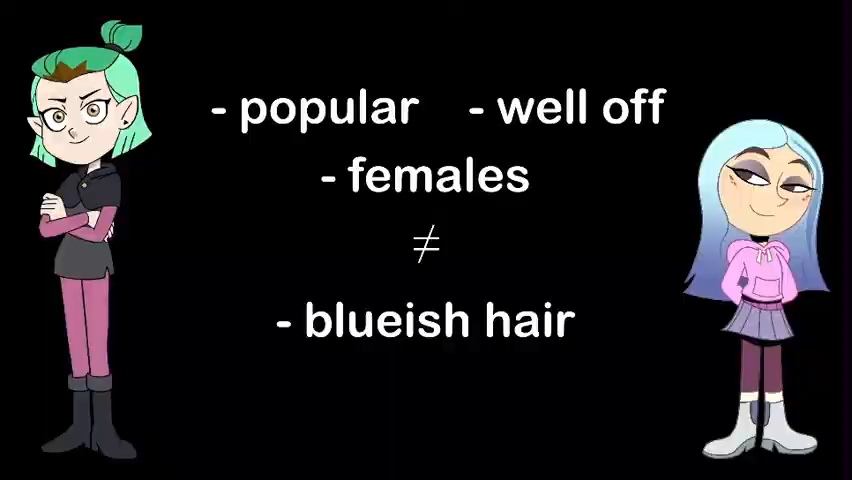 - popular - well off
- females
≠
- blueish hair